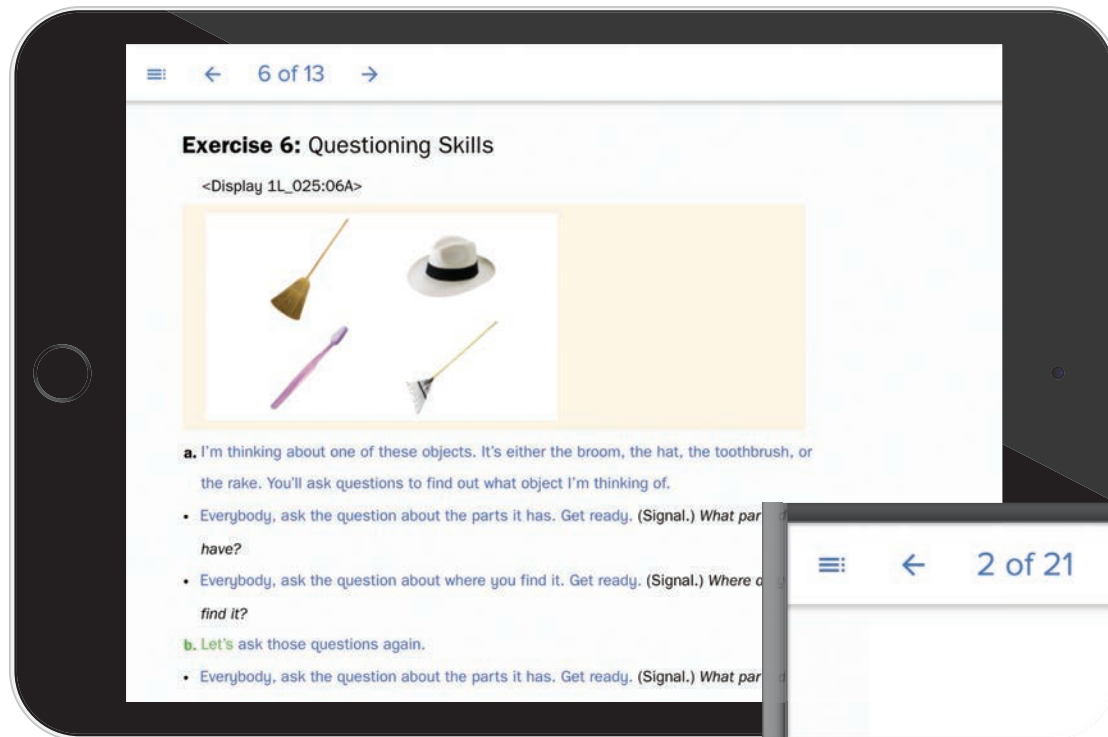 6 of 13
Exercise 6: Questioning Skills
<Display 1L_025:06A>
a. I'm thinking about one of these objects. It's either the broom, the hat, the toothbrush, or
the rake. You'll ask questions to find out what object I'm thinking of.
• Everybody, ask the question about the parts it has. Get ready. (Signal.) What
have?
• Everybody, ask the question about where you find it. Get ready. (Signal.) Where
find it?
b. Let's ask those questions again.
• Everybody, ask the question about the parts it has. Get ready. (Signal.) What
2 of 21